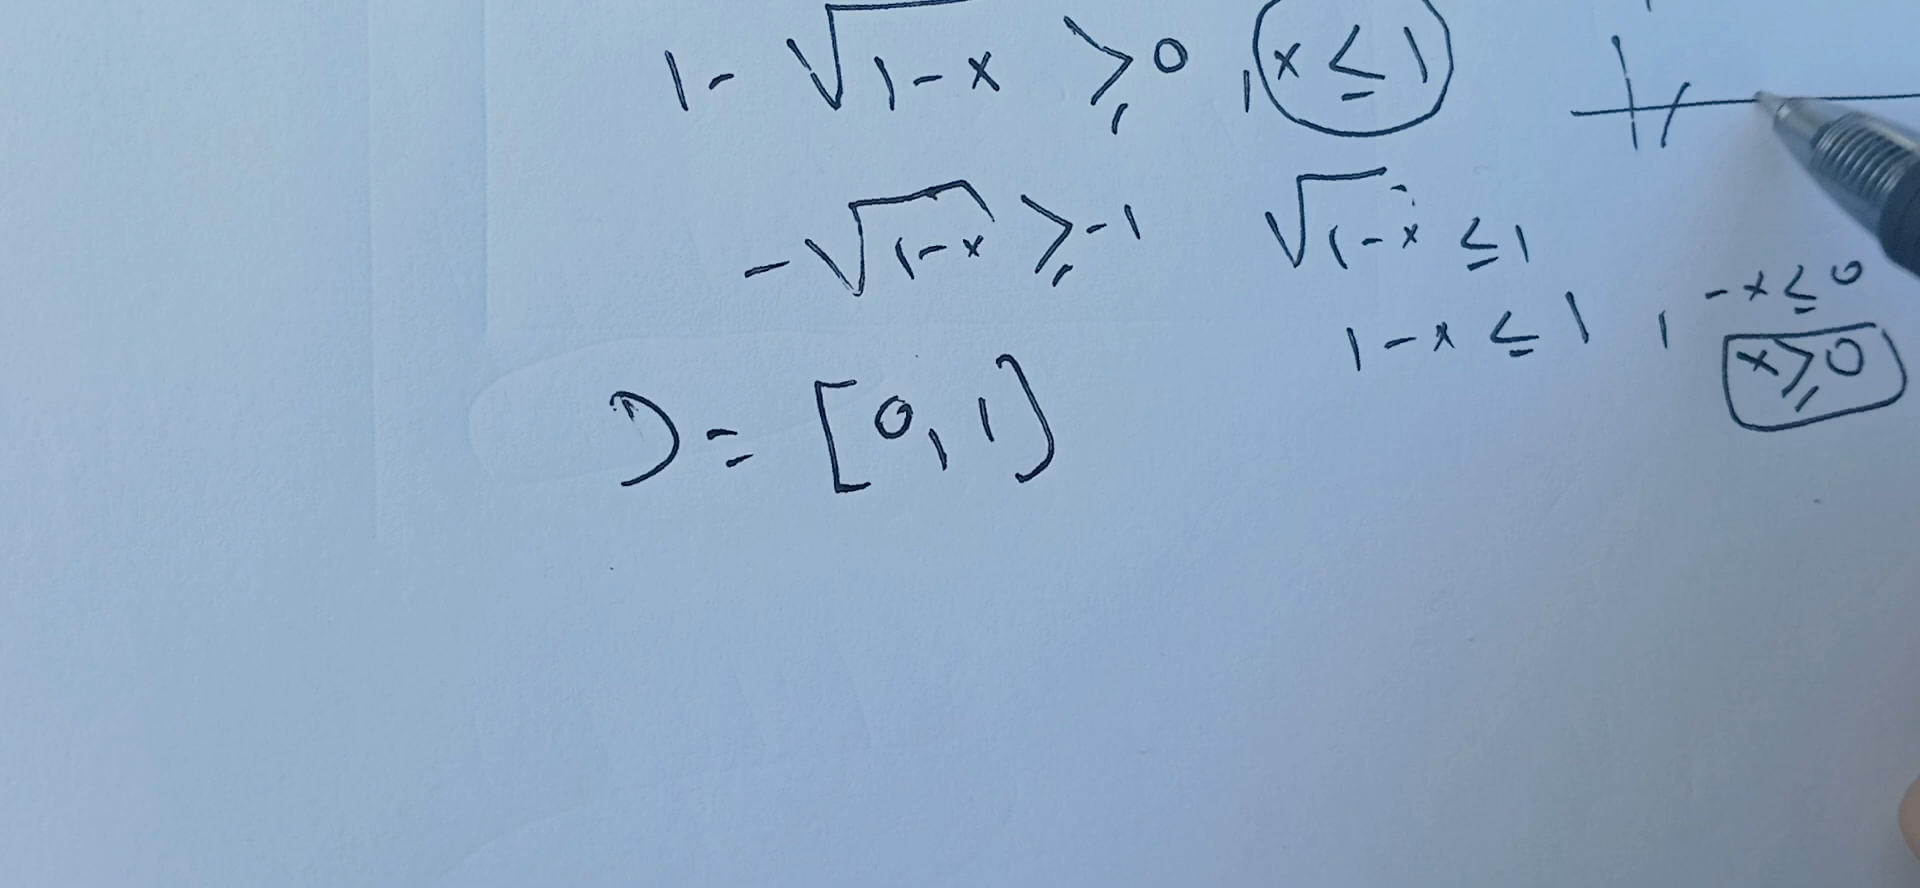 1 - √1-x ≥ 0 , x ≤ 1
-√1-x ≥ -1 √1-x ≤ 1
1-x ≤ 1 , -x ≤ 0
x ≥ 0
D = [0, 1]